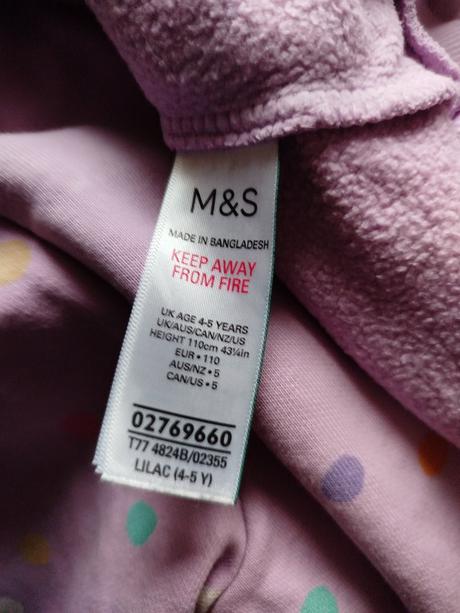 M&S
MADE IN BANGLADESH
KEEP AWAY
FROM FIRE
UK AGE 4-5 YEARS
UK/AUS/CAN/NZ/US
HEIGHT 110cm 43¼in
EUR • 110
AUS/NZ • 5
CAN/US • 5
02769660
T77 4824B/02355
LILAC (4-5 Y)